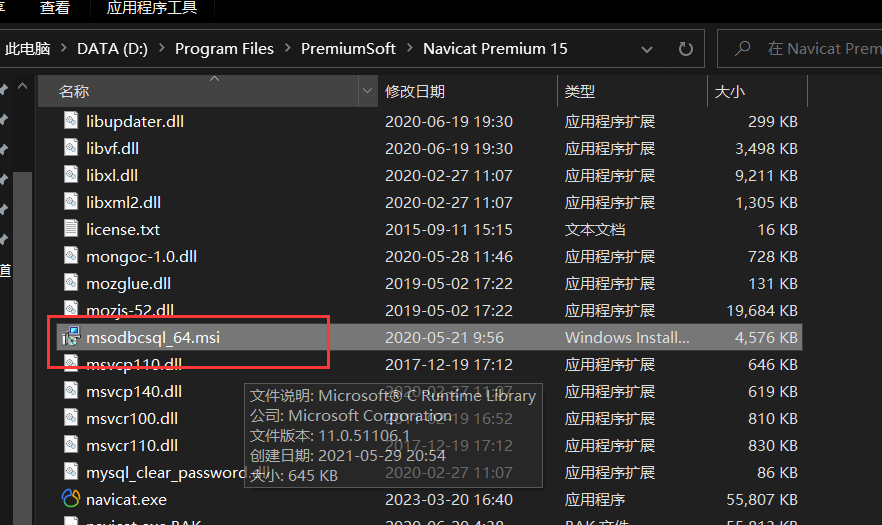 查看 应用程序工具
此电脑 > DATA (D:) > Program Files > PremiumSoft > Navicat Premium 15 在 Navicat Prem
名称 修改日期 类型 大小
libupdater.dll 2020-06-19 19:30 应用程序扩展 299 KB
libvf.dll 2020-06-19 19:30 应用程序扩展 3,498 KB
libxl.dll 2020-02-27 11:07 应用程序扩展 9,211 KB
libxml2.dll 2020-02-27 11:07 应用程序扩展 1,305 KB
license.txt 2015-09-11 15:15 文本文档 16 KB
mongoc-1.0.dll 2020-05-28 11:46 应用程序扩展 728 KB
mozglue.dll 2019-05-02 17:22 应用程序扩展 131 KB
mozjs-52.dll 2019-05-02 17:22 应用程序扩展 19,684 KB
msodbcsql_64.msi 2020-05-21 9:56 Windows Install... 4,576 KB
msvcp110.dll 2017-12-19 17:12 应用程序扩展 646 KB
msvcp140.dll 2020-02-27 11:07 应用程序扩展 619 KB
文件说明: Microsoft® C Runtime Library
msvcr100.dll 2011-02-19 16:52 应用程序扩展 810 KB
公司: Microsoft Corporation
文件版本: 11.0.51106.1
msvcr110.dll 2017-12-19 17:12 应用程序扩展 830 KB
创建日期: 2021-05-29 20:54
mysql_clear_password.dll 2020-02-27 11:07 应用程序扩展 86 KB
大小: 645 KB
navicat.exe 2023-03-20 16:40 应用程序 55,807 KB